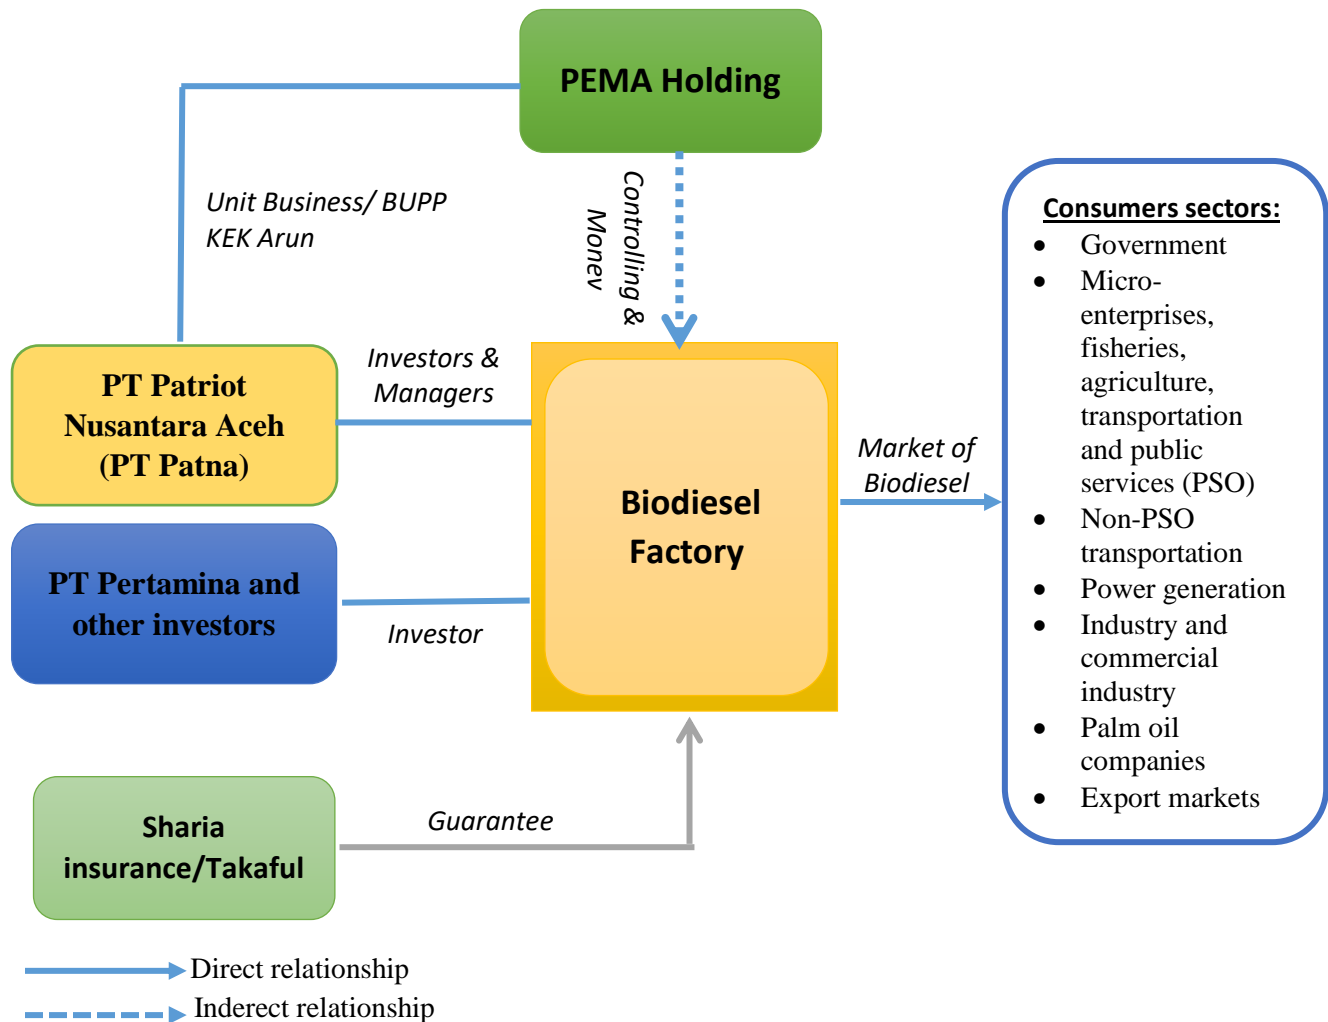 PEMA Holding
Unit Business/ BUPP
KEK Arun
Controlling &
Monev
Consumers sectors:
• Government
• Micro-
enterprises,
fisheries,
agriculture,
transportation
and public
services (PSO)
• Non-PSO
transportation
• Power generation
• Industry and
commercial
industry
• Palm oil
companies
• Export markets
PT Patriot
Nusantara Aceh
(PT Patna)
Investors &
Managers
Biodiesel
Factory
Market of
Biodiesel
PT Pertamina and
other investors
Investor
Sharia
insurance/Takaful
Guarantee
Direct relationship
Inderect relationship